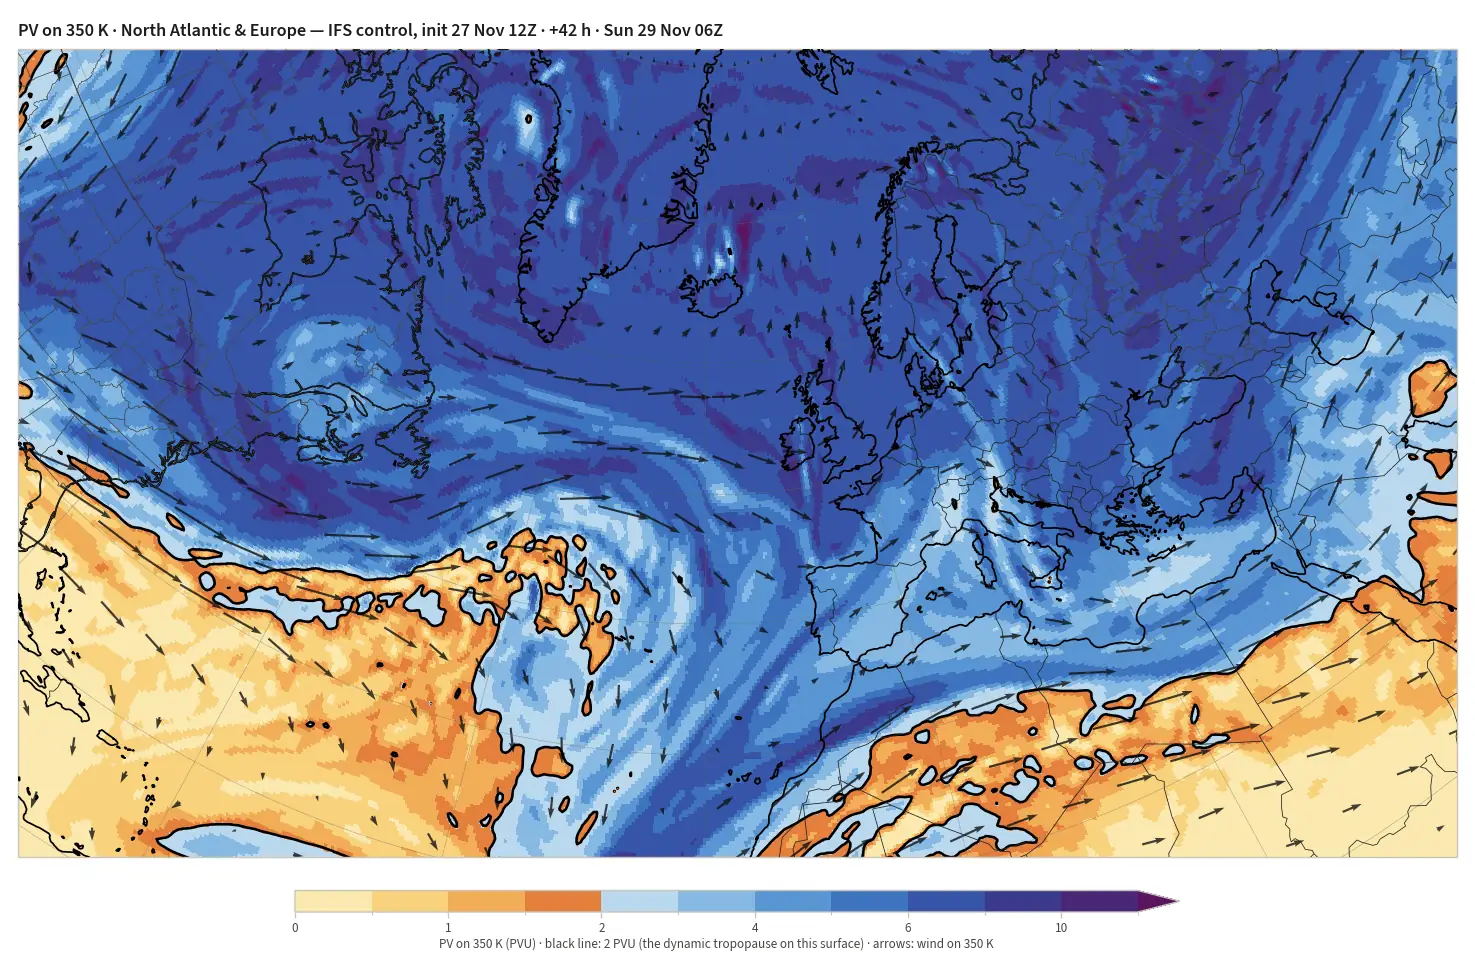 PV on 350 K · North Atlantic & Europe — IFS control, init 27 Nov 12Z · +42 h · Sun 29 Nov 06Z
0 1 2 4 6 10
PV on 350 K (PVU) · black line: 2 PVU (the dynamic tropopause on this surface) · arrows: wind on 350 K